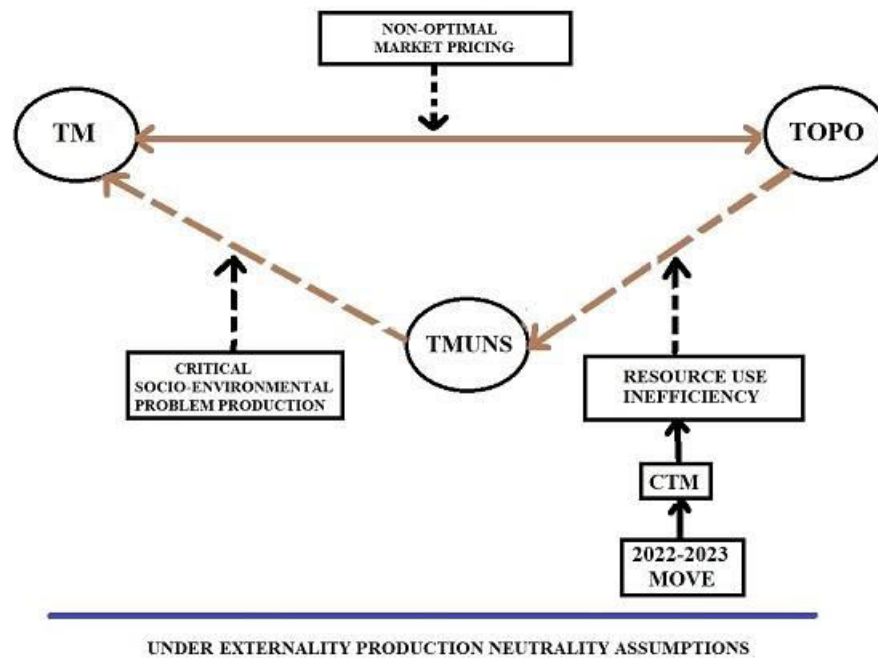 NON-OPTIMAL
MARKET PRICING
TM
TOPO
TMUNS
CRITICAL
SOCIO-ENVIRONMENTAL
PROBLEM PRODUCTION
RESOURCE USE
INEFFICIENCY
CTM
2022-2023
MOVE
UNDER EXTERNALITY PRODUCTION NEUTRALITY ASSUMPTIONS